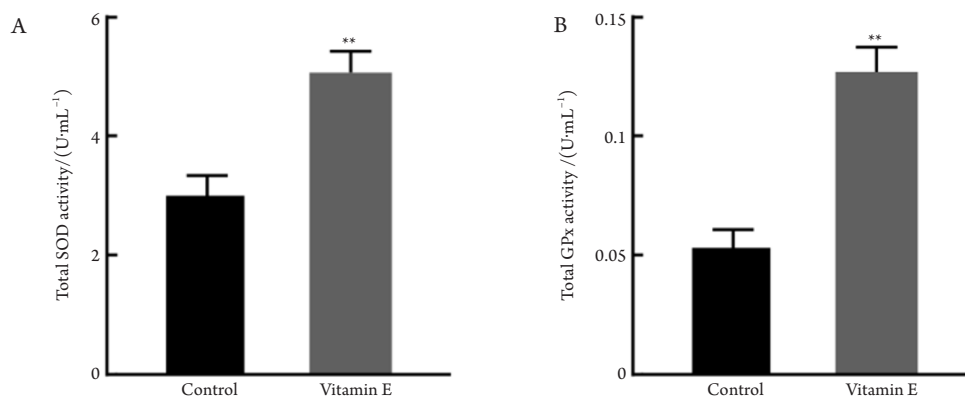 A
Total SOD activity/(U·mL⁻¹)
6
4
2
0
**
Control
Vitamin E
B
Total GPx activity /(U·mL⁻¹)
0.15
0.1
0.05
0
**
Control
Vitamin E